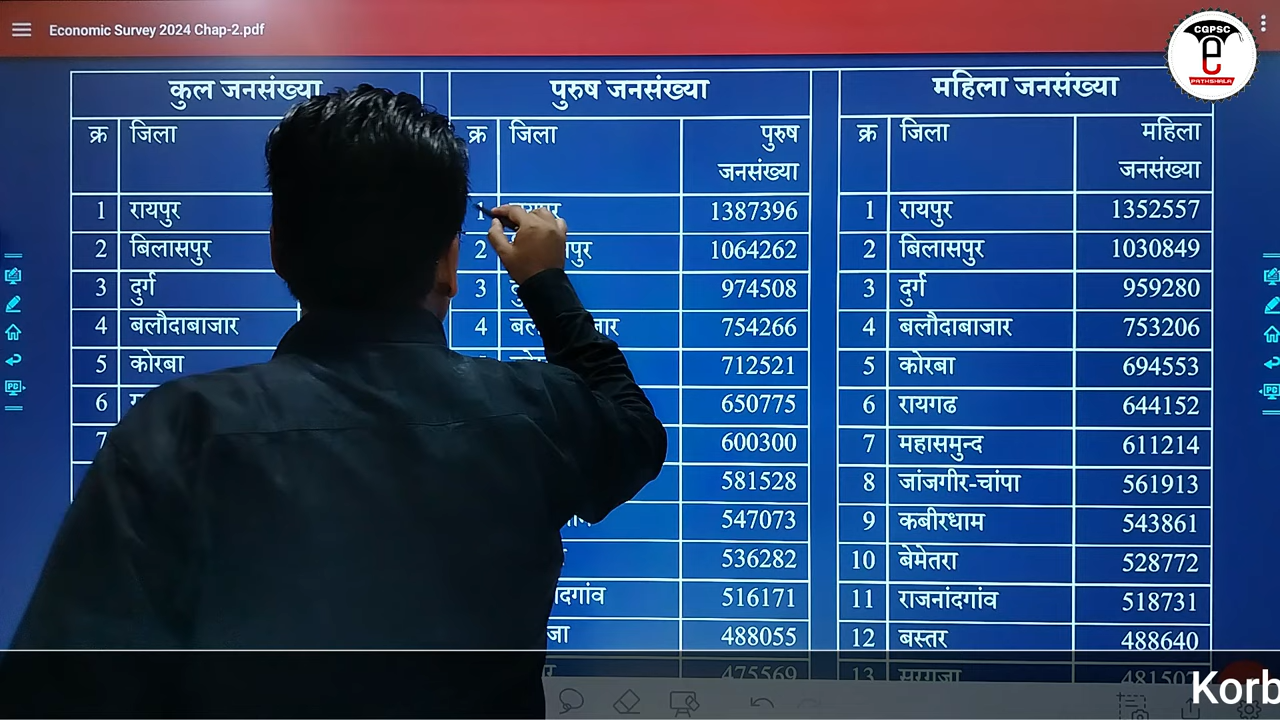 Economic Survey 2024 Chap-2.pdf
CGPSC
e
PATHSHALA
कुल जनसंख्या
क्र जिला
1 रायपुर
2 बिलासपुर
3 दुर्ग
4 बलौदाबाजार
5 कोरबा
6
7
पुरुष जनसंख्या
क्र जिला पुरुष जनसंख्या
1387396
2 1064262
3 974508
4 754266
712521
650775
600300
581528
547073
536282
516171
488055
475569
महिला जनसंख्या
क्र जिला महिला जनसंख्या
1 रायपुर 1352557
2 बिलासपुर 1030849
3 दुर्ग 959280
4 बलौदाबाजार 753206
5 कोरबा 694553
6 रायगढ 644152
7 महासमुन्द 611214
8 जांजगीर-चांपा 561913
9 कबीरधाम 543861
10 बेमेतरा 528772
11 राजनांदगांव 518731
12 बस्तर 488640
13 सरगुजा
Korb